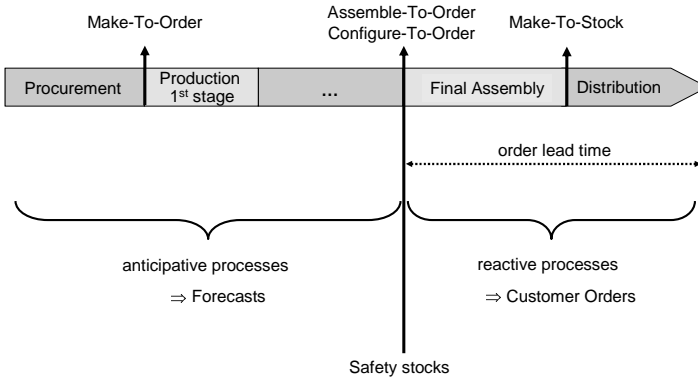 Make-To-Order
Assemble-To-Order
Configure-To-Order
Make-To-Stock
Procurement
Production
1st stage
...
Final Assembly
Distribution
order lead time
anticipative processes
⇒ Forecasts
reactive processes
⇒ Customer Orders
Safety stocks